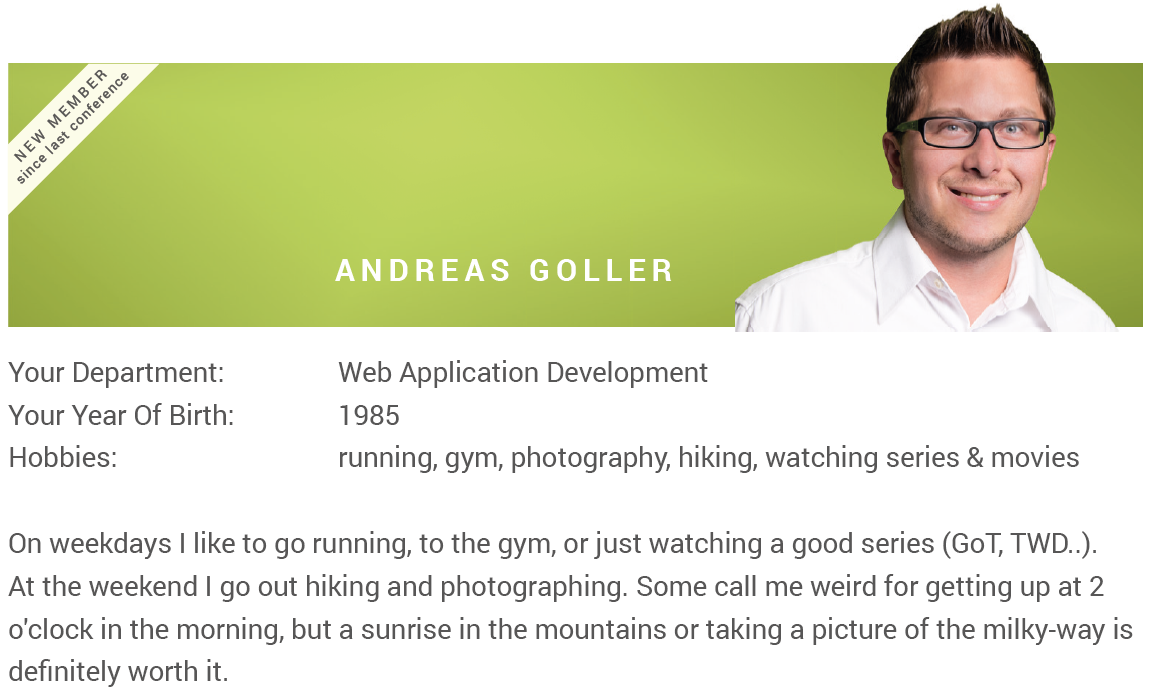 NEW MEMBER
since last conference
ANDREAS GOLLER
Your Department: Web Application Development
Your Year Of Birth: 1985
Hobbies: running, gym, photography, hiking, watching series & movies
On weekdays I like to go running, to the gym, or just watching a good series (GoT, TWD..).
At the weekend I go out hiking and photographing. Some call me weird for getting up at 2
o'clock in the morning, but a sunrise in the mountains or taking a picture of the milky-way is
definitely worth it.